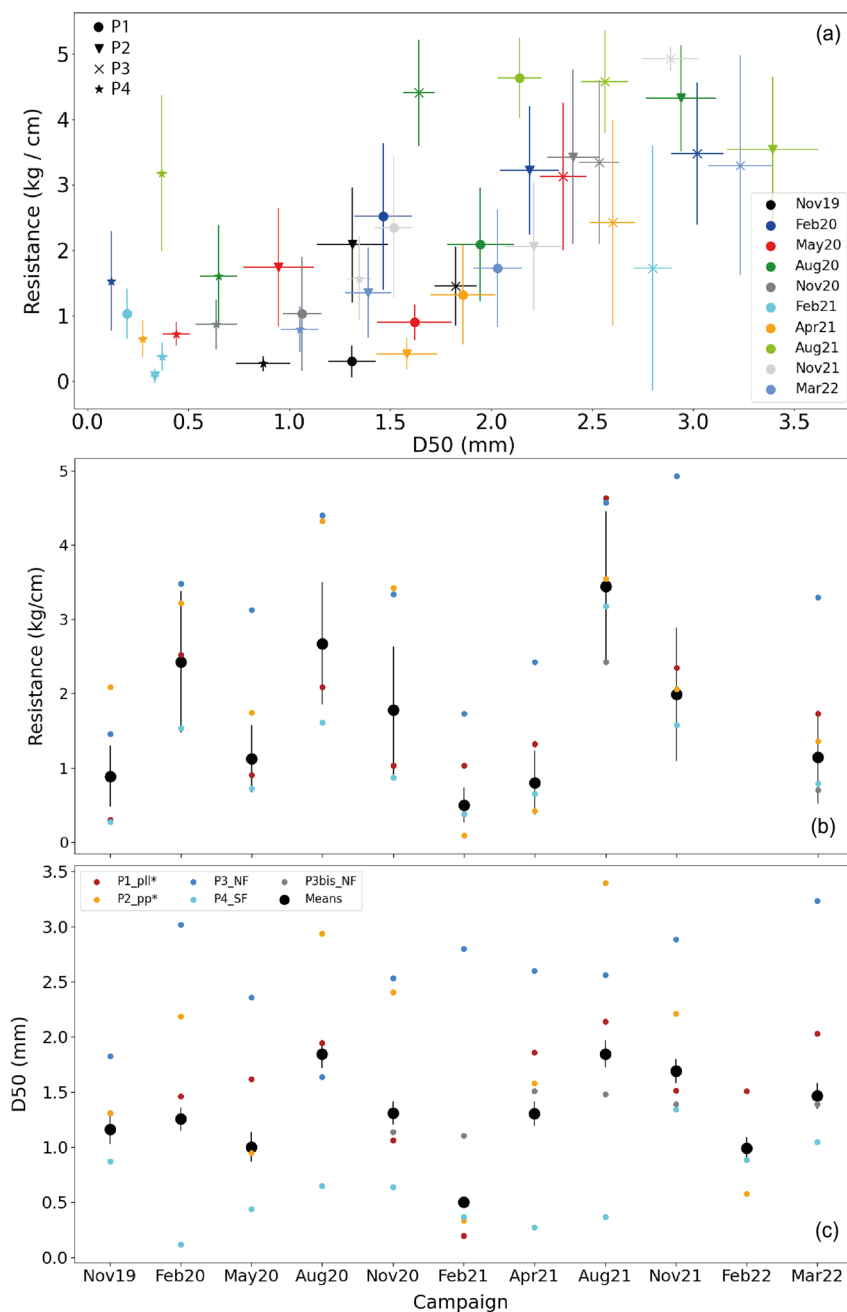 (a)
P1
P2
P3
P4
5
4
3
2
1
0
Resistance (kg / cm)
Nov19
Feb20
May20
Aug20
Nov20
Feb21
Apr21
Aug21
Nov21
Mar22
0.0 0.5 1.0 1.5 2.0 2.5 3.0 3.5
D50 (mm)
5
4
3
2
1
0
Resistance (kg/cm)
(b)
3.5
3.0
2.5
2.0
1.5
1.0
0.5
0.0
D50 (mm)
P1_pll* P3_NF P3bis_NF
P2_pp* P4_SF Means
(c)
Nov19 Feb20 May20 Aug20 Nov20 Feb21 Apr21 Aug21 Nov21 Feb22 Mar22
Campaign